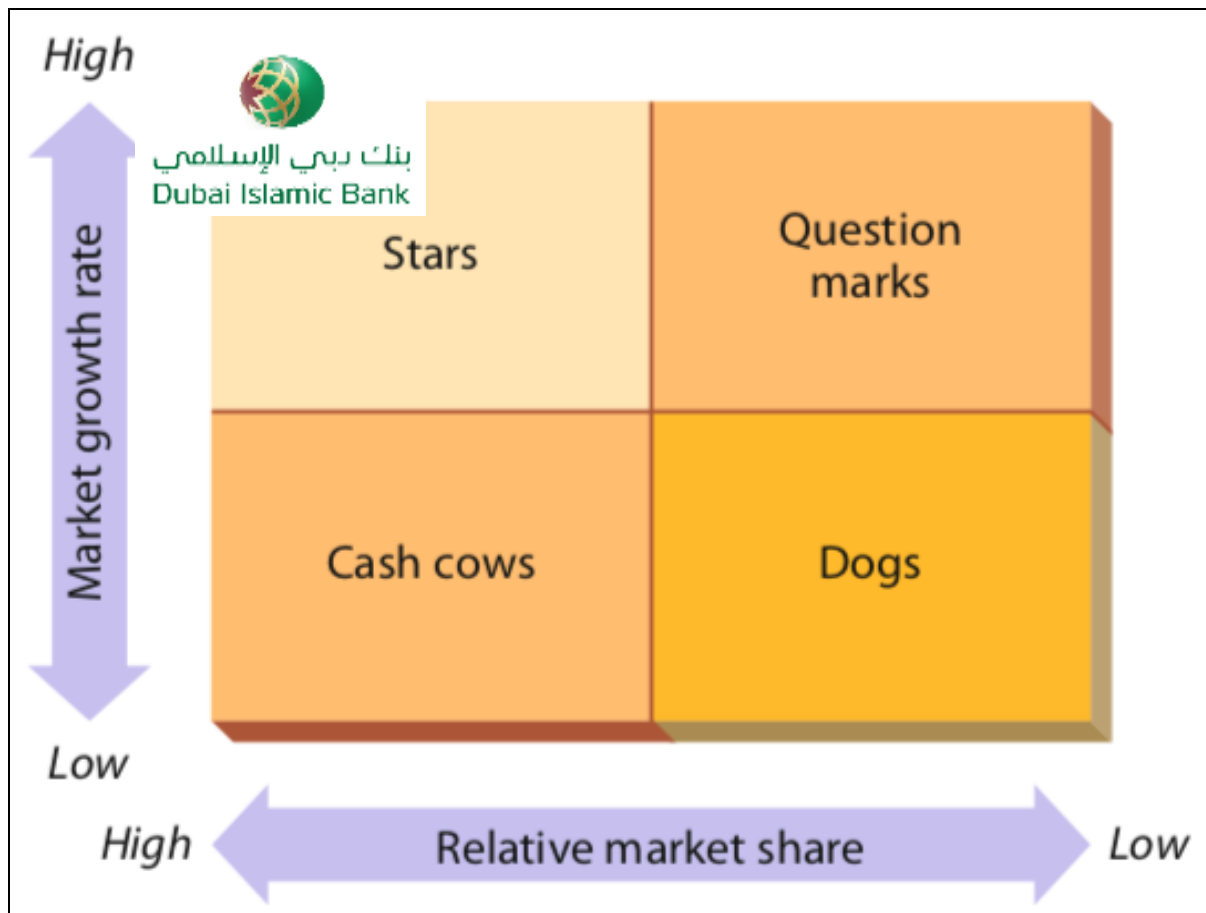 High
بنك دبي الإسلامي
Dubai Islamic Bank
Stars
Question
marks
Market growth rate
Cash cows
Dogs
Low
High
Relative market share
Low